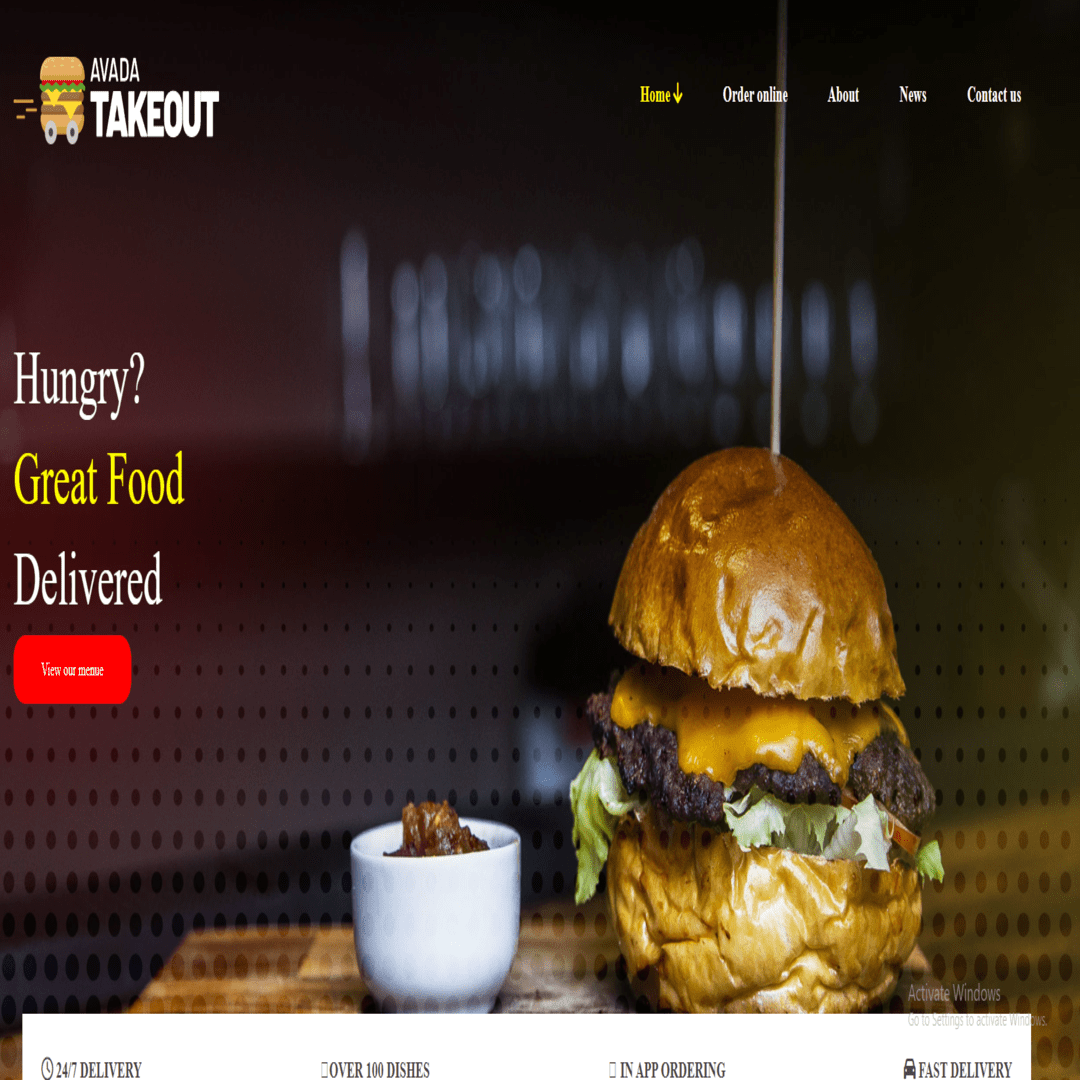 AVADA
TAKEOUT
Home Order online About News Contact us
Hungry?
Great Food
Delivered
View our menue
Activate Windows
Go to Settings to activate Windows.
24/7 DELIVERY OVER 100 DISHES IN APP ORDERING FAST DELIVERY